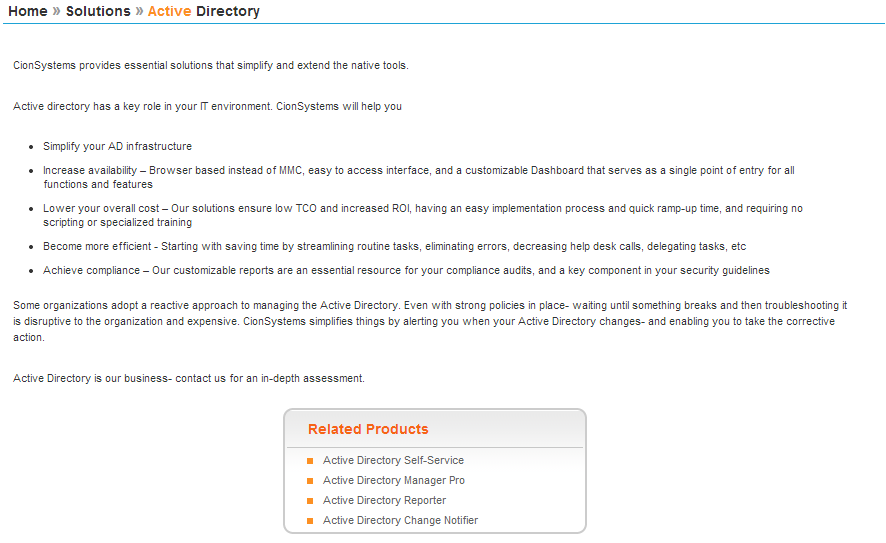 Home » Solutions » Active Directory
CionSystems provides essential solutions that simplify and extend the native tools.
Active directory has a key role in your IT environment. CionSystems will help you
• Simplify your AD infrastructure
• Increase availability – Browser based instead of MMC, easy to access interface, and a customizable Dashboard that serves as a single point of entry for all
functions and features
• Lower your overall cost – Our solutions ensure low TCO and increased ROI, having an easy implementation process and quick ramp-up time, and requiring no
scripting or specialized training
• Become more efficient - Starting with saving time by streamlining routine tasks, eliminating errors, decreasing help desk calls, delegating tasks, etc
• Achieve compliance – Our customizable reports are an essential resource for your compliance audits, and a key component in your security guidelines
Some organizations adopt a reactive approach to managing the Active Directory. Even with strong policies in place- waiting until something breaks and then troubleshooting it
is disruptive to the organization and expensive. CionSystems simplifies things by alerting you when your Active Directory changes- and enabling you to take the corrective
action.
Active Directory is our business- contact us for an in-depth assessment.
Related Products
Active Directory Self-Service
Active Directory Manager Pro
Active Directory Reporter
Active Directory Change Notifier